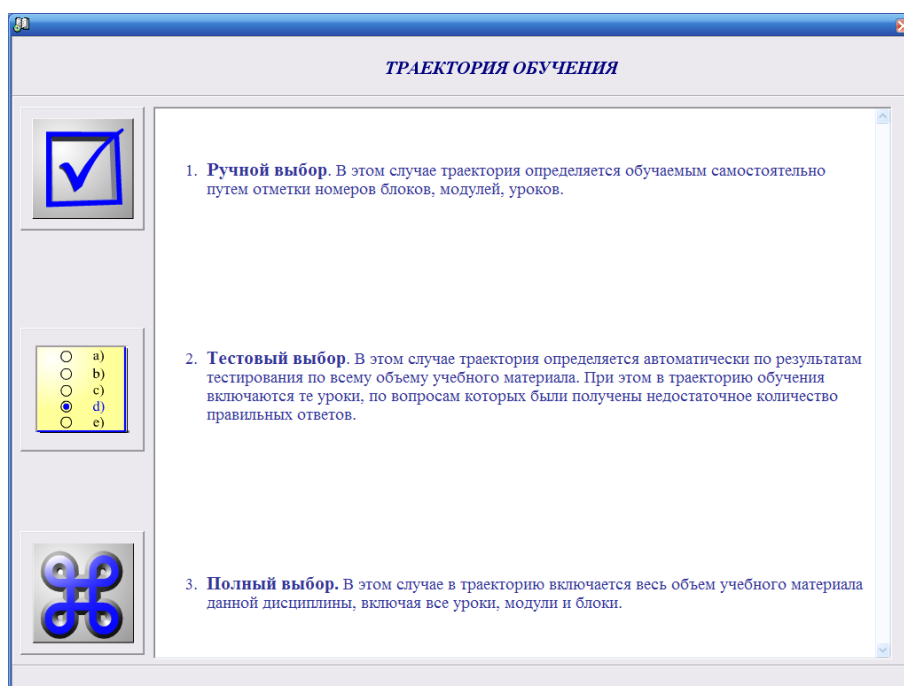 ТРАЕКТОРИЯ ОБУЧЕНИЯ
1. Ручной выбор. В этом случае траектория определяется обучаемым самостоятельно
путем отметки номеров блоков, модулей, уроков.
a)
b)
c)
d)
e)
2. Тестовый выбор. В этом случае траектория определяется автоматически по результатам
тестирования по всему объему учебного материала. При этом в траекторию обучения
включаются те уроки, по вопросам которых были получены недостаточное количество
правильных ответов.
3. Полный выбор. В этом случае в траекторию включается весь объем учебного материала
данной дисциплины, включая все уроки, модули и блоки.